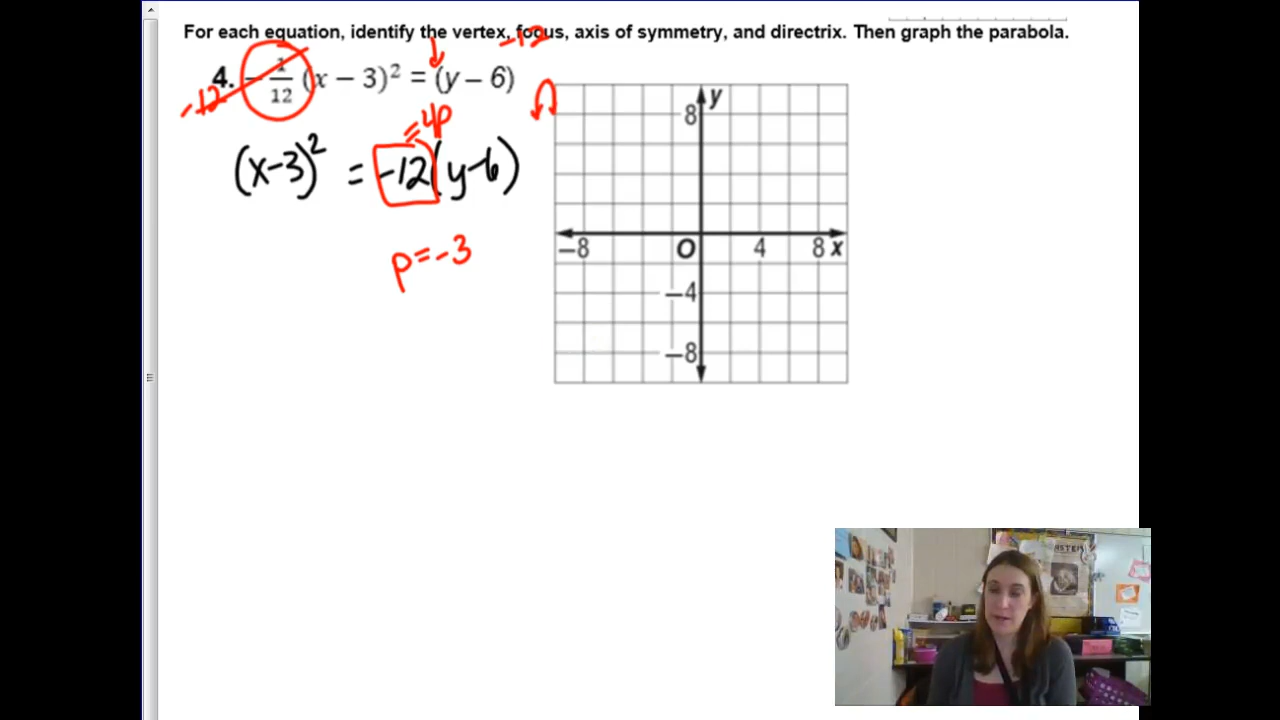 For each equation, identify the vertex, focus, axis of symmetry, and directrix. Then graph the parabola.
-12
4. − 1/12 (x − 3)² = (y − 6)
-12
= 4p
(x-3)² = -12(y-6)
p = -3
8 y
−8 O 4 8 x
−4
−8